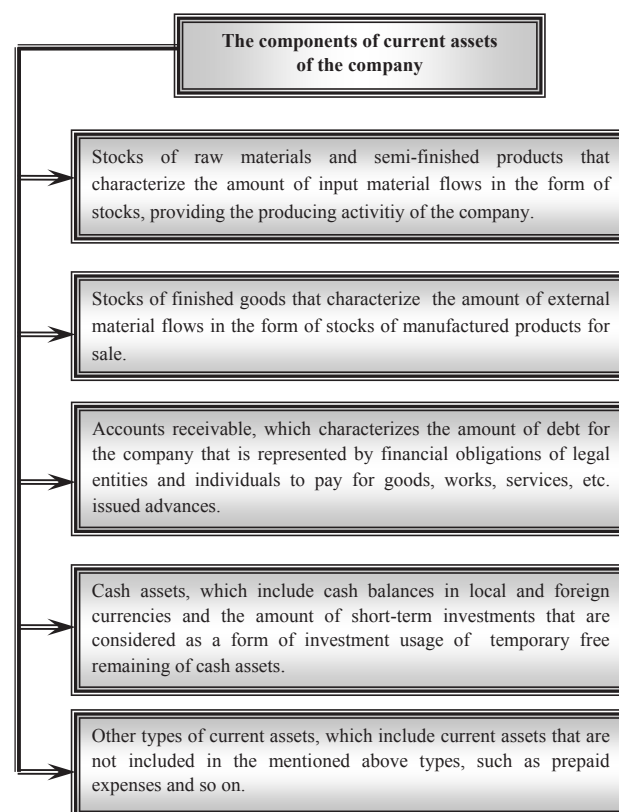 The components of current assets
of the company
Stocks of raw materials and semi-finished products that
characterize the amount of input material flows in the form of
stocks, providing the producing activitiy of the company.
Stocks of finished goods that characterize the amount of external
material flows in the form of stocks of manufactured products for
sale.
Accounts receivable, which characterizes the amount of debt for
the company that is represented by financial obligations of legal
entities and individuals to pay for goods, works, services, etc.
issued advances.
Cash assets, which include cash balances in local and foreign
currencies and the amount of short-term investments that are
considered as a form of investment usage of temporary free
remaining of cash assets.
Other types of current assets, which include current assets that are
not included in the mentioned above types, such as prepaid
expenses and so on.